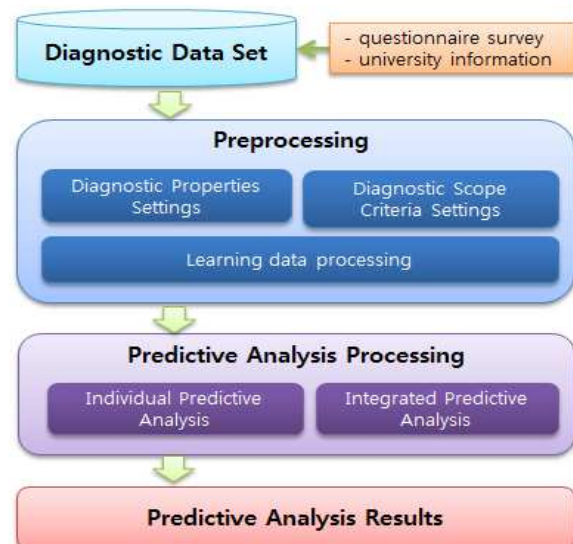 Diagnostic Data Set
- questionnaire survey
- university information
Preprocessing
Diagnostic Properties
Settings
Diagnostic Scope
Criteria Settings
Learning data processing
Predictive Analysis Processing
Individual Predictive
Analysis
Integrated Predictive
Analysis
Predictive Analysis Results